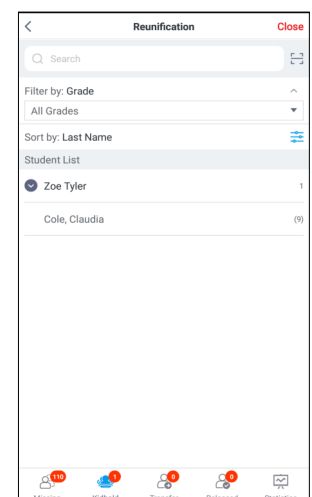 Reunification Close
Search
Filter by: Grade
All Grades
Sort by: Last Name
Student List
Zoe Tyler 1
Cole, Claudia (9)
110 1 0 0